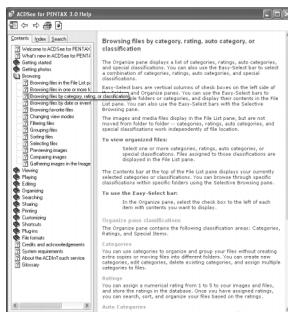 ACDSee for PENTAX 3.0 Help
Contents Index Search
Welcome to ACDSee for PENTAX
What's new in ACDSee for PENTAX
Getting started
Getting photos
Browsing
Browsing files in the File List pa
Browsing files in one or more fo
Browsing files by category, rating, auto category, or classification
Browsing files by date or event
Browsing favorite files
Changing view modes
Filtering files
Grouping files
Sorting files
Selecting files
Previewing images
Comparing images
Gathering images in the Image
Viewing
Playing
Editing
Organizing
Searching
Sharing
Printing
Customizing
Shortcuts
Plug-ins
File formats
Credits and acknowledgements
System requirements
About the ACDInTouch service
Glossary
Browsing files by category, rating, auto category, or
classification
The Organize pane displays a list of categories, ratings, auto categories,
and special classifications. You can also use the Easy-Select bar to select
a combination of categories, ratings, auto categories, and special
classifications.
Easy-Select bars are vertical columns of check boxes on the left side of
and Organize panes. You can use the Easy-Select bar to
folders or categories, and display their contents in the File
List pane. You can also use the Easy-Select bar with the Selective
Browsing pane.
The images and media files display in the File List pane, but are not
moved from folder to folder — categories, ratings, auto categories, and
special classifications work independently of file location.
To view organized files:
Select one or more categories, ratings, auto categories, or
special classifications. Files assigned to those classifications are
displayed in the File List pane.
The Contents bar at the top of the File List pane displays your currently
selected categories or classifications. You can browse through specific
classifications within specific folders using the Selective Browsing pane.
To use the Easy-Select bar:
In the Organize pane, select the check box to the left of each
item with contents you want to display.
Organize pane classifications
The Organize pane contains the following classification areas: Categories,
Ratings, and Special Items.
Categories
You can use categories to organize and group your files without creating
extra copies or moving files into different folders. You can create new
categories, edit categories, delete existing categories, and assign multiple
categories to files.
Ratings
You can assign a numerical rating from 1 to 5 to your images and files,
and store the ratings in the database. Once you have assigned ratings,
you can search, sort, and organize your files based on the ratings.
Auto Categories